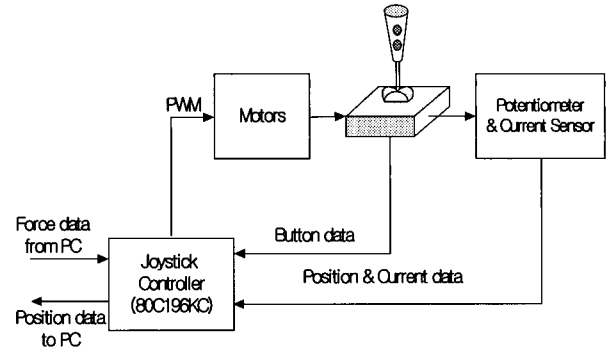 PWM
Motors
Potentiometer
& Current Sensor
Force data
from PC
Button data
Joystick
Controller
(80C196KC)
Position & Current data
Position data
to PC